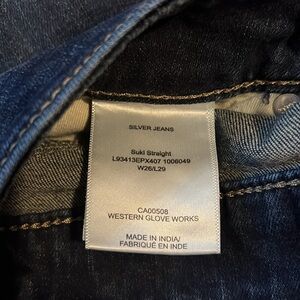 SILVER JEANS
Suki Straight
L93413EPX407 1006049
W26/L29
CA00508
WESTERN GLOVE WORKS
MADE IN INDIA/
FABRIQUÉ EN INDE